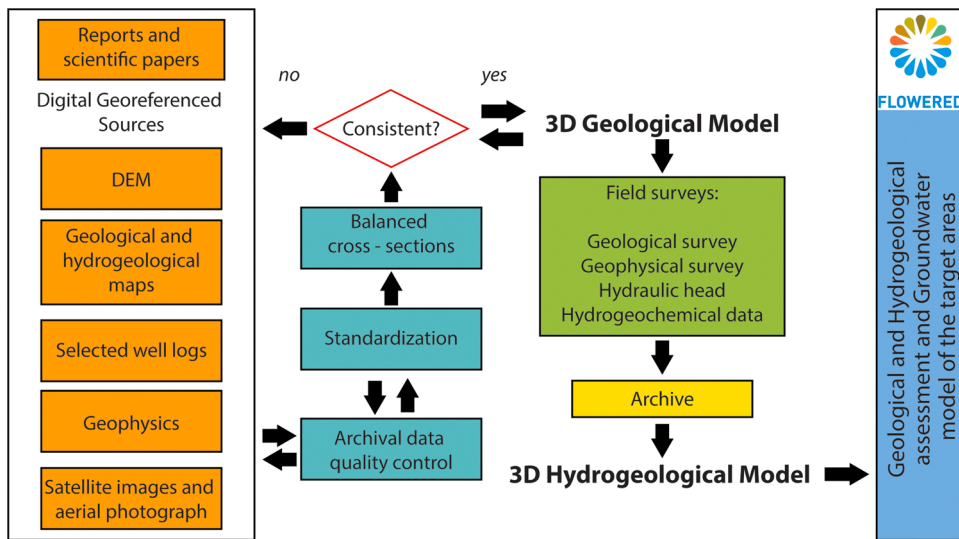 Reports and
scientific papers
Digital Georeferenced
Sources
DEM
Geological and
hydrogeological
maps
Selected well logs
Geophysics
Satellite images and
aerial photograph
no
yes
Consistent?
Balanced
cross - sections
Standardization
Archival data
quality control
3D Geological Model
Field surveys:
Geological survey
Geophysical survey
Hydraulic head
Hydrogeochemical data
Archive
3D Hydrogeological Model
FLOWERED
Geological and Hydrogeological
assessment and Groundwater
model of the target areas